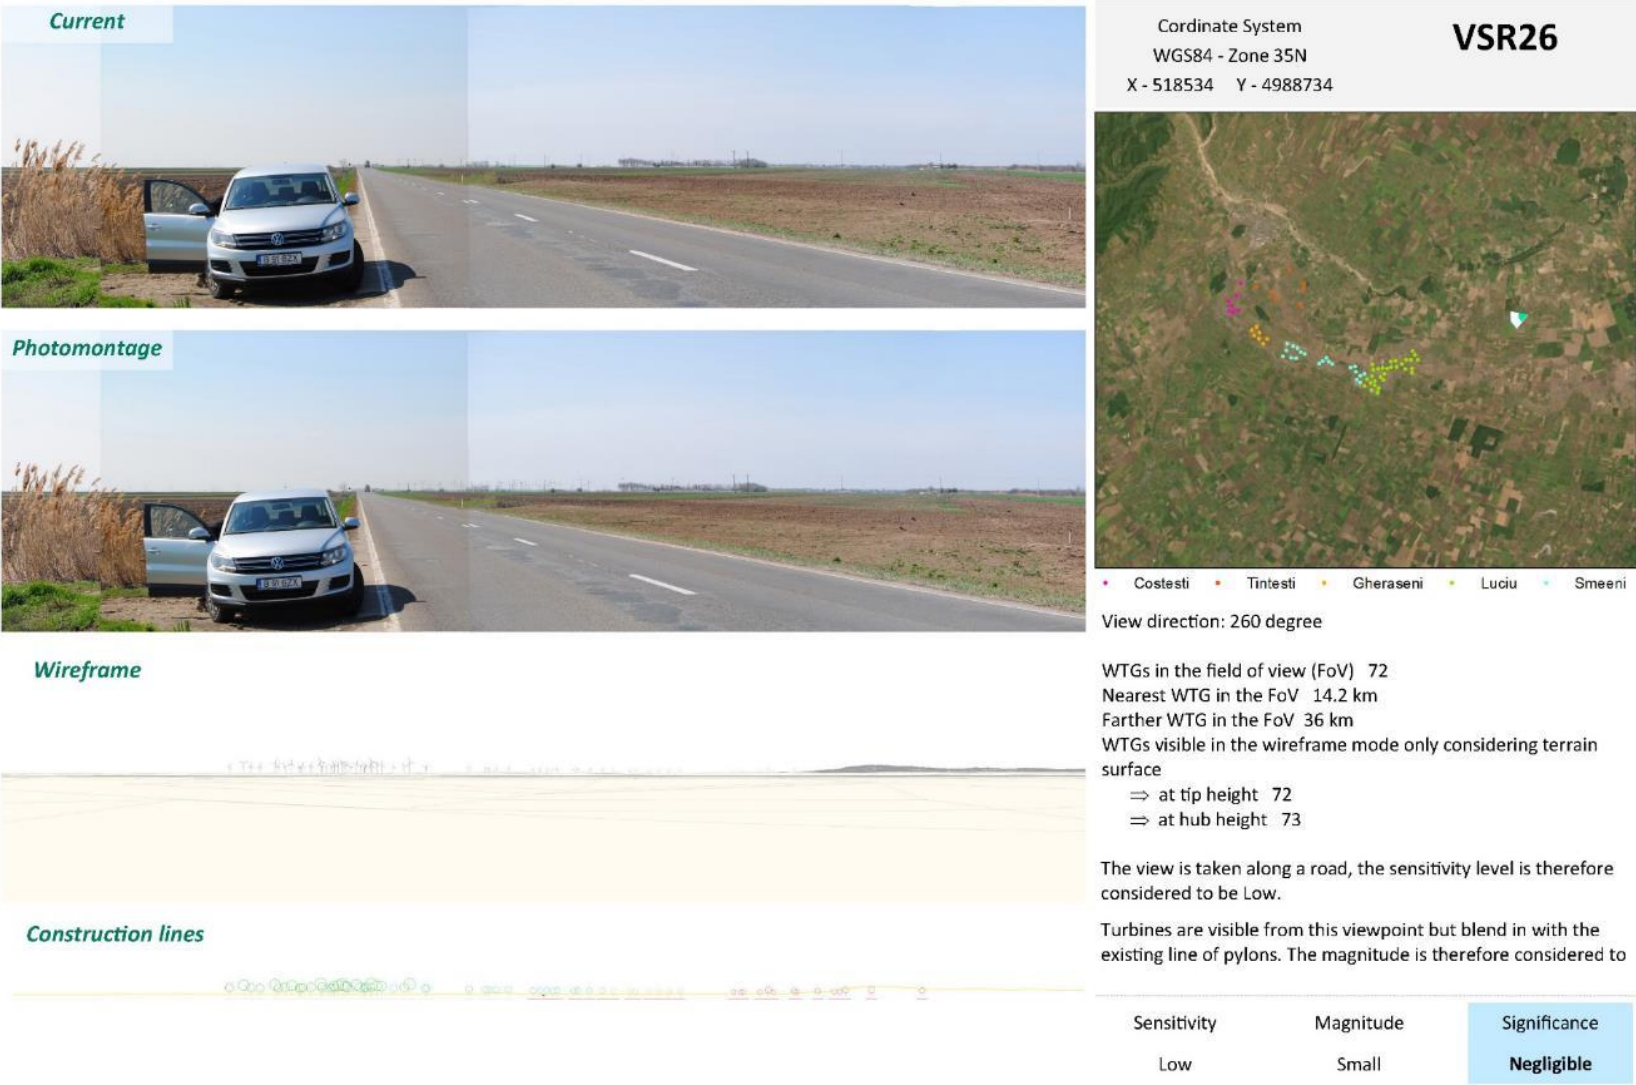 Current
Cordinate System
WGS84 - Zone 35N
X - 518534 Y - 4988734
VSR26
Photomontage
Costesti Tintesti Gheraseni Luciu Smeeni
View direction: 260 degree
WTGs in the field of view (FoV) 72
Nearest WTG in the FoV 14.2 km
Farther WTG in the FoV 36 km
WTGs visible in the wireframe mode only considering terrain
surface
⇒ at tip height 72
⇒ at hub height 73
Wireframe
The view is taken along a road, the sensitivity level is therefore
considered to be Low.
Turbines are visible from this viewpoint but blend in with the
existing line of pylons. The magnitude is therefore considered to
Construction lines
Sensitivity Magnitude Significance
Low Small Negligible